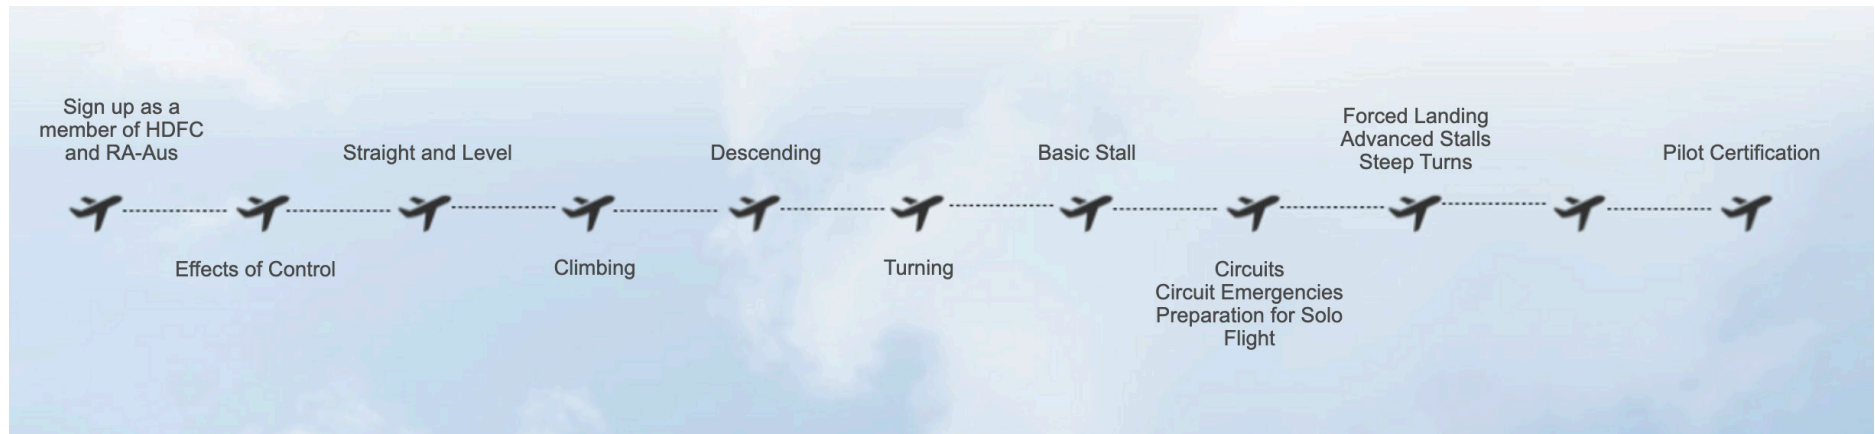 Sign up as a
member of HDFC
and RA-Aus
Effects of Control
Straight and Level
Climbing
Descending
Turning
Basic Stall
Circuits
Circuit Emergencies
Preparation for Solo
Flight
Forced Landing
Advanced Stalls
Steep Turns
Pilot Certification